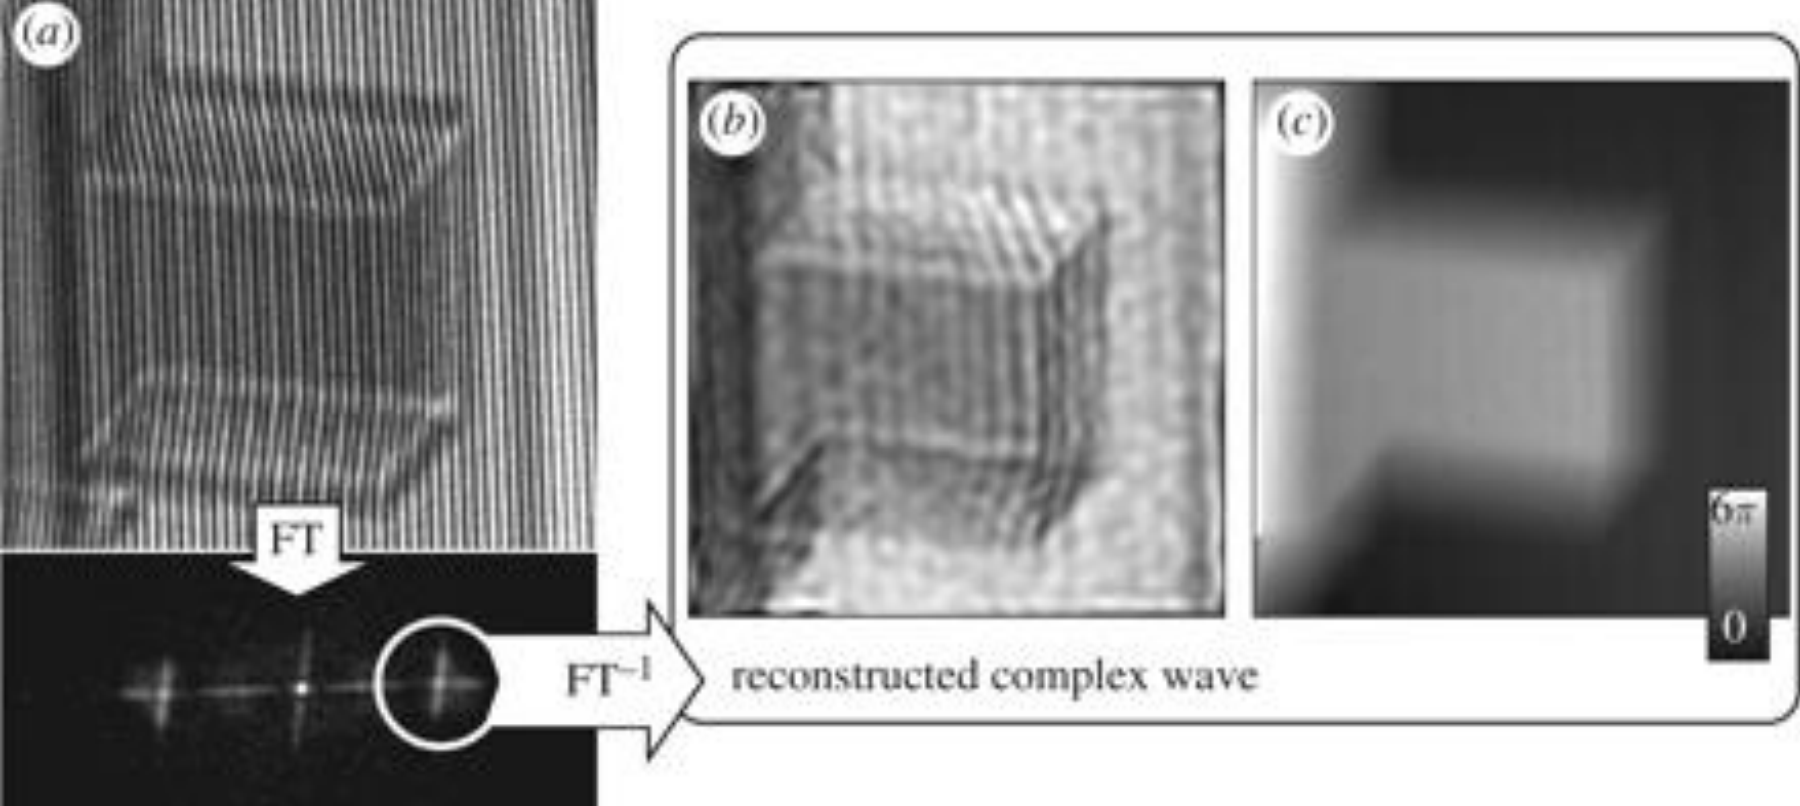 (a)
(b)
(c)
FT
FT⁻¹
reconstructed complex wave
6π
0